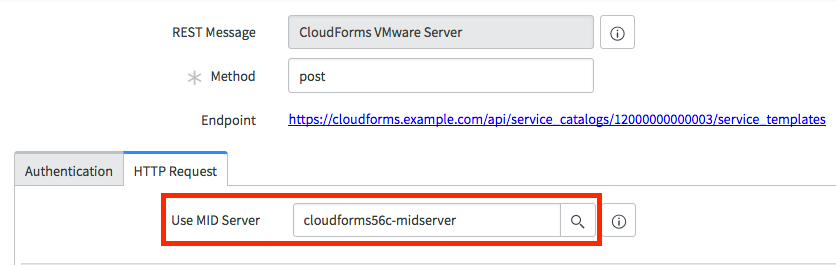 REST Message CloudForms VMware Server
Method post
Endpoint https://cloudforms.example.com/api/service_catalogs/12000000000003/service_templates
Authentication HTTP Request
Use MID Server cloudforms56c-midserver